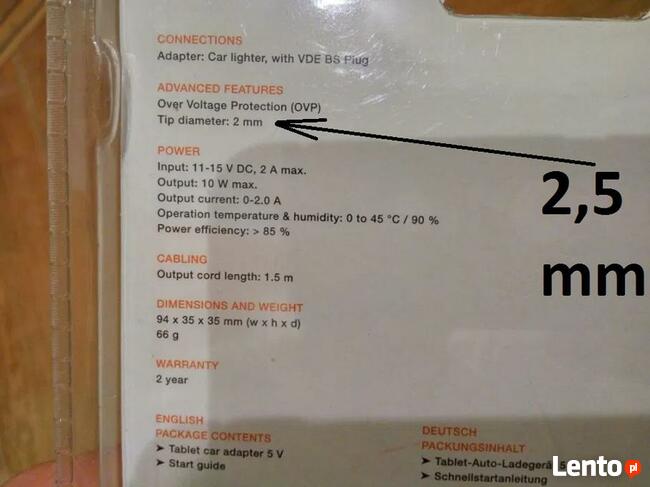 CONNECTIONS
Adapter: Car lighter, with VDE BS Plug
ADVANCED FEATURES
Over Voltage Protection (OVP)
Tip diameter: 2 mm
POWER
Input: 11-15 V DC, 2 A max.
Output: 10 W max.
Output current: 0-2.0 A
Operation temperature & humidity: 0 to 45 °C / 90 %
Power efficiency: > 85 %
CABLING
Output cord length: 1.5 m
DIMENSIONS AND WEIGHT
94 x 35 x 35 mm (w x h x d)
66 g
WARRANTY
2 year
ENGLISH
PACKAGE CONTENTS
➤ Tablet car adapter 5 V
➤ Start guide
DEUTSCH
PACKUNGSINHALT
➤ Tablet-Auto-Ladegerät 5
➤ Schnellstartanleitung
2,5
mm
Lento.pl